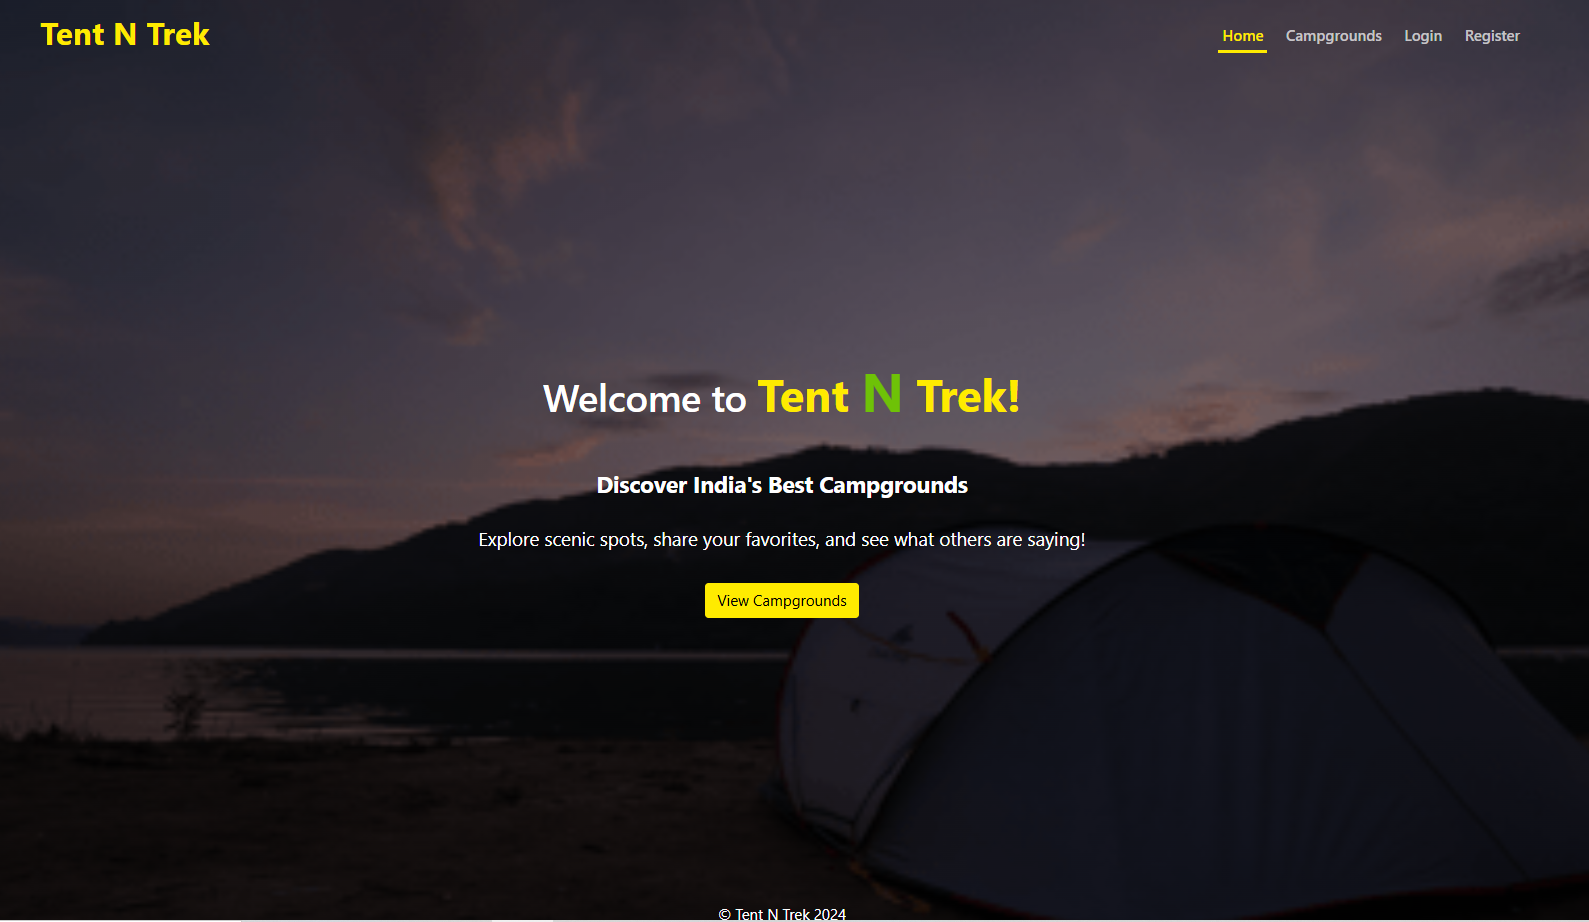 Tent N Trek
Home Campgrounds Login Register
Welcome to Tent N Trek!
Discover India's Best Campgrounds
Explore scenic spots, share your favorites, and see what others are saying!
View Campgrounds
© Tent N Trek 2024